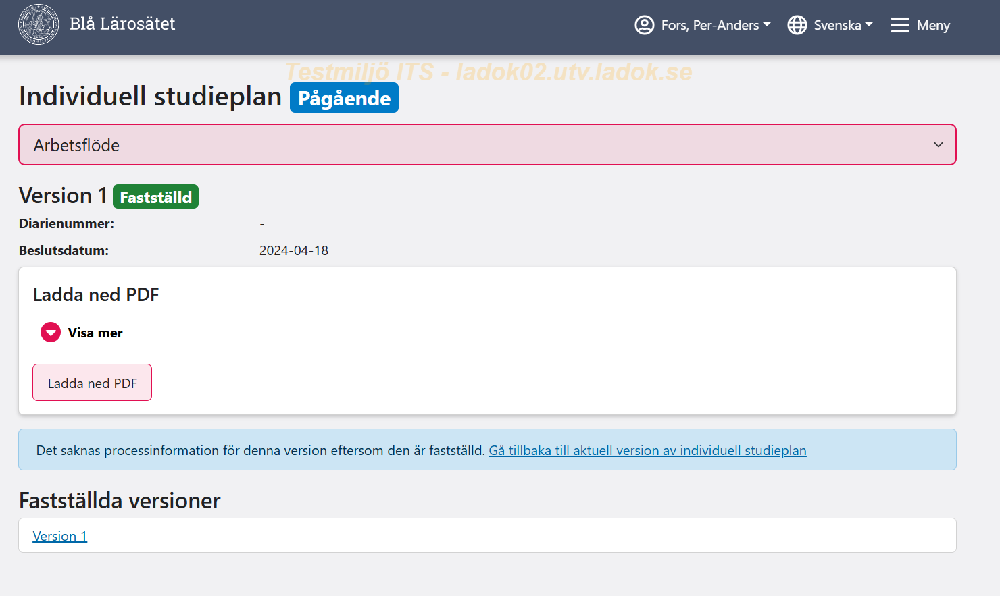 Blå Lärosätet
Fors, Per-Anders
Svenska
Meny
Testmiljö ITS - ladok02.utv.ladok.se
Individuell studieplan Pågående
Arbetsflöde
Version 1 Fastställd
Diarienummer: -
Beslutsdatum: 2024-04-18
Ladda ned PDF
Visa mer
Ladda ned PDF
Det saknas processinformation för denna version eftersom den är fastställd. Gå tillbaka till aktuell version av individuell studieplan
Fastställda versioner
Version 1